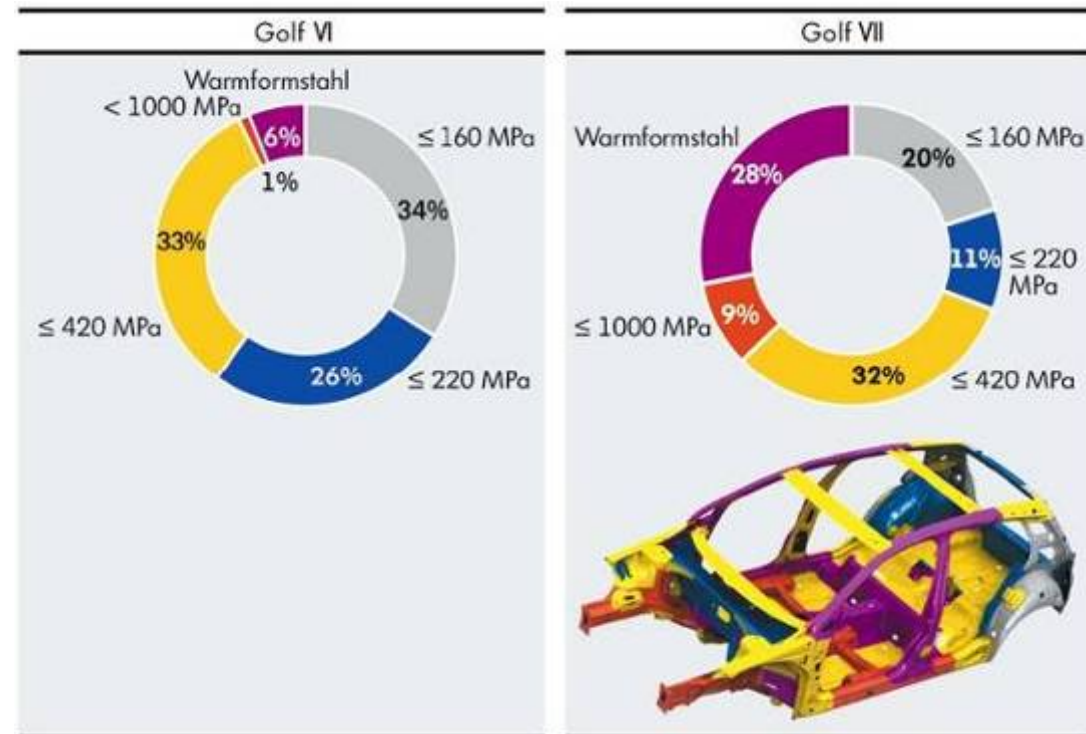 Golf VI
Warmformstahl
< 1000 MPa
6%
≤ 160 MPa
1%
34%
33%
≤ 420 MPa
26%
≤ 220 MPa
Golf VII
Warmformstahl
≤ 160 MPa
20%
28%
11%
≤ 220
MPa
9%
≤ 1000 MPa
32%
≤ 420 MPa